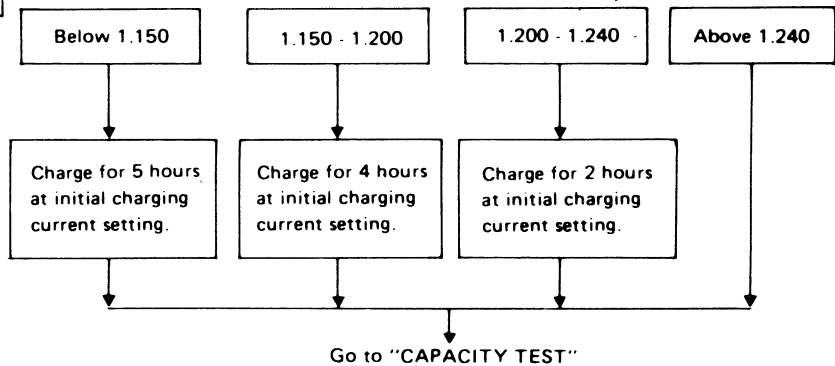 Below 1.150
1.150 - 1.200
1.200 - 1.240
Above 1.240
Charge for 5 hours
at initial charging
current setting.
Charge for 4 hours
at initial charging
current setting.
Charge for 2 hours
at initial charging
current setting.
Go to "CAPACITY TEST"